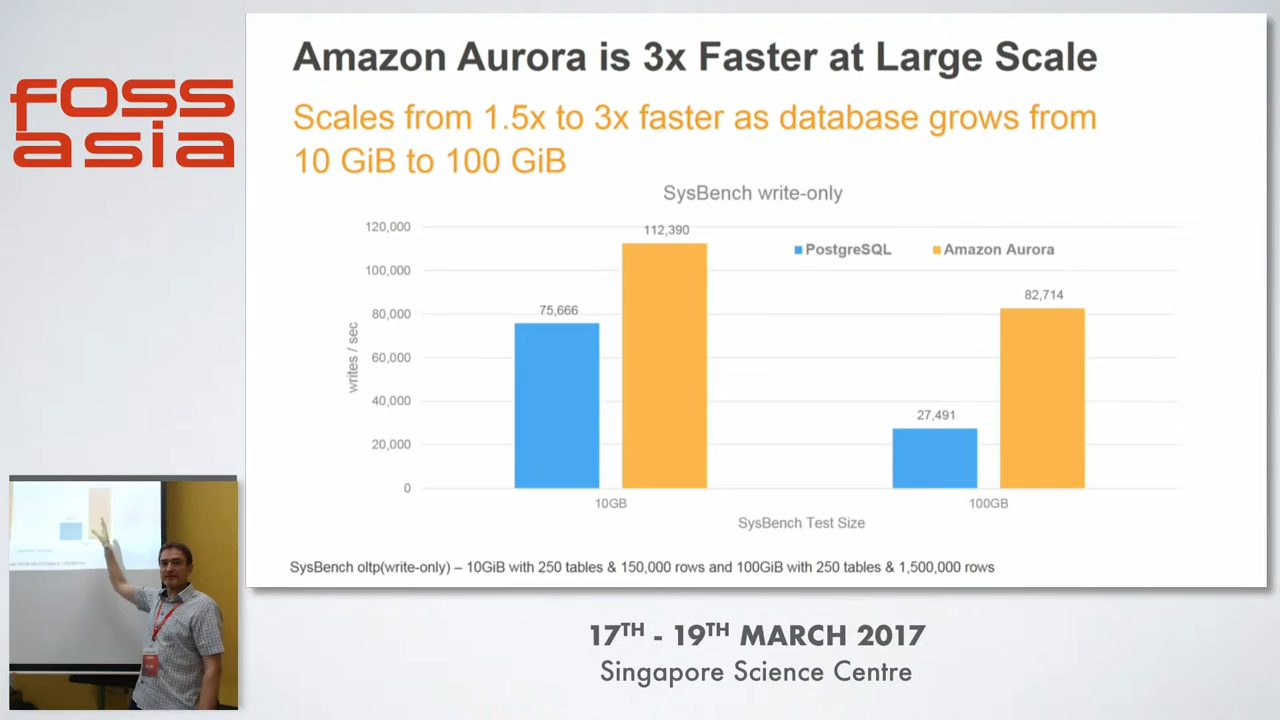 foss
asia
Amazon Aurora is 3x Faster at Large Scale
Scales from 1.5x to 3x faster as database grows from
10 GiB to 100 GiB
SysBench write-only
PostgreSQL
Amazon Aurora
writes / sec
120,000
100,000
80,000
60,000
40,000
20,000
0
75,666
112,390
27,491
82,714
10GB
100GB
SysBench Test Size
SysBench oltp(write-only) – 10GiB with 250 tables & 150,000 rows and 100GiB with 250 tables & 1,500,000 rows
17TH - 19TH MARCH 2017
Singapore Science Centre